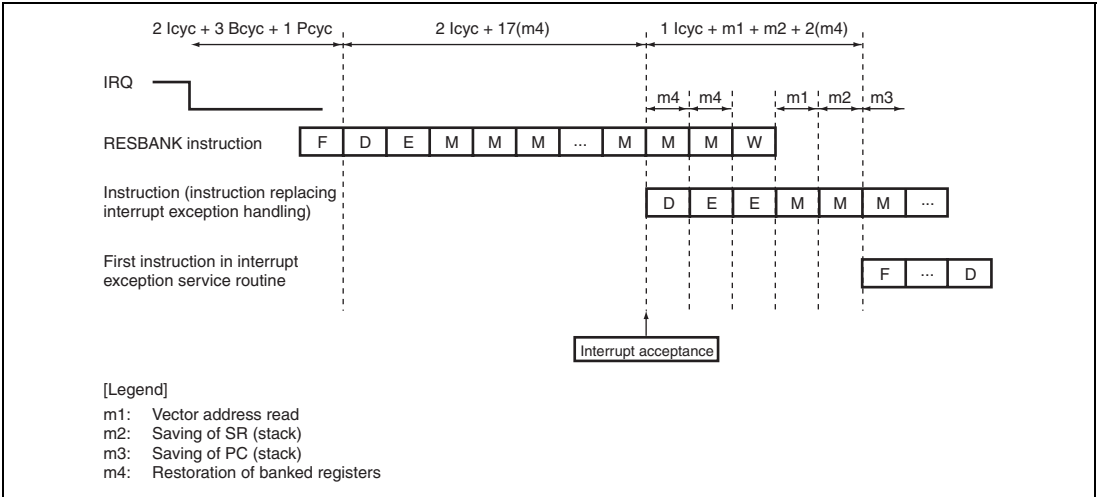 2 Icyc + 3 Bcyc + 1 Pcyc 2 Icyc + 17(m4) 1 Icyc + m1 + m2 + 2(m4)
IRQ
m4 m4 m1 m2 m3
RESBANK instruction F D E M M M ... M M M W
Instruction (instruction replacing
interrupt exception handling) D E E M M M ...
First instruction in interrupt
exception service routine F ... D
Interrupt acceptance
[Legend]
m1: Vector address read
m2: Saving of SR (stack)
m3: Saving of PC (stack)
m4: Restoration of banked registers